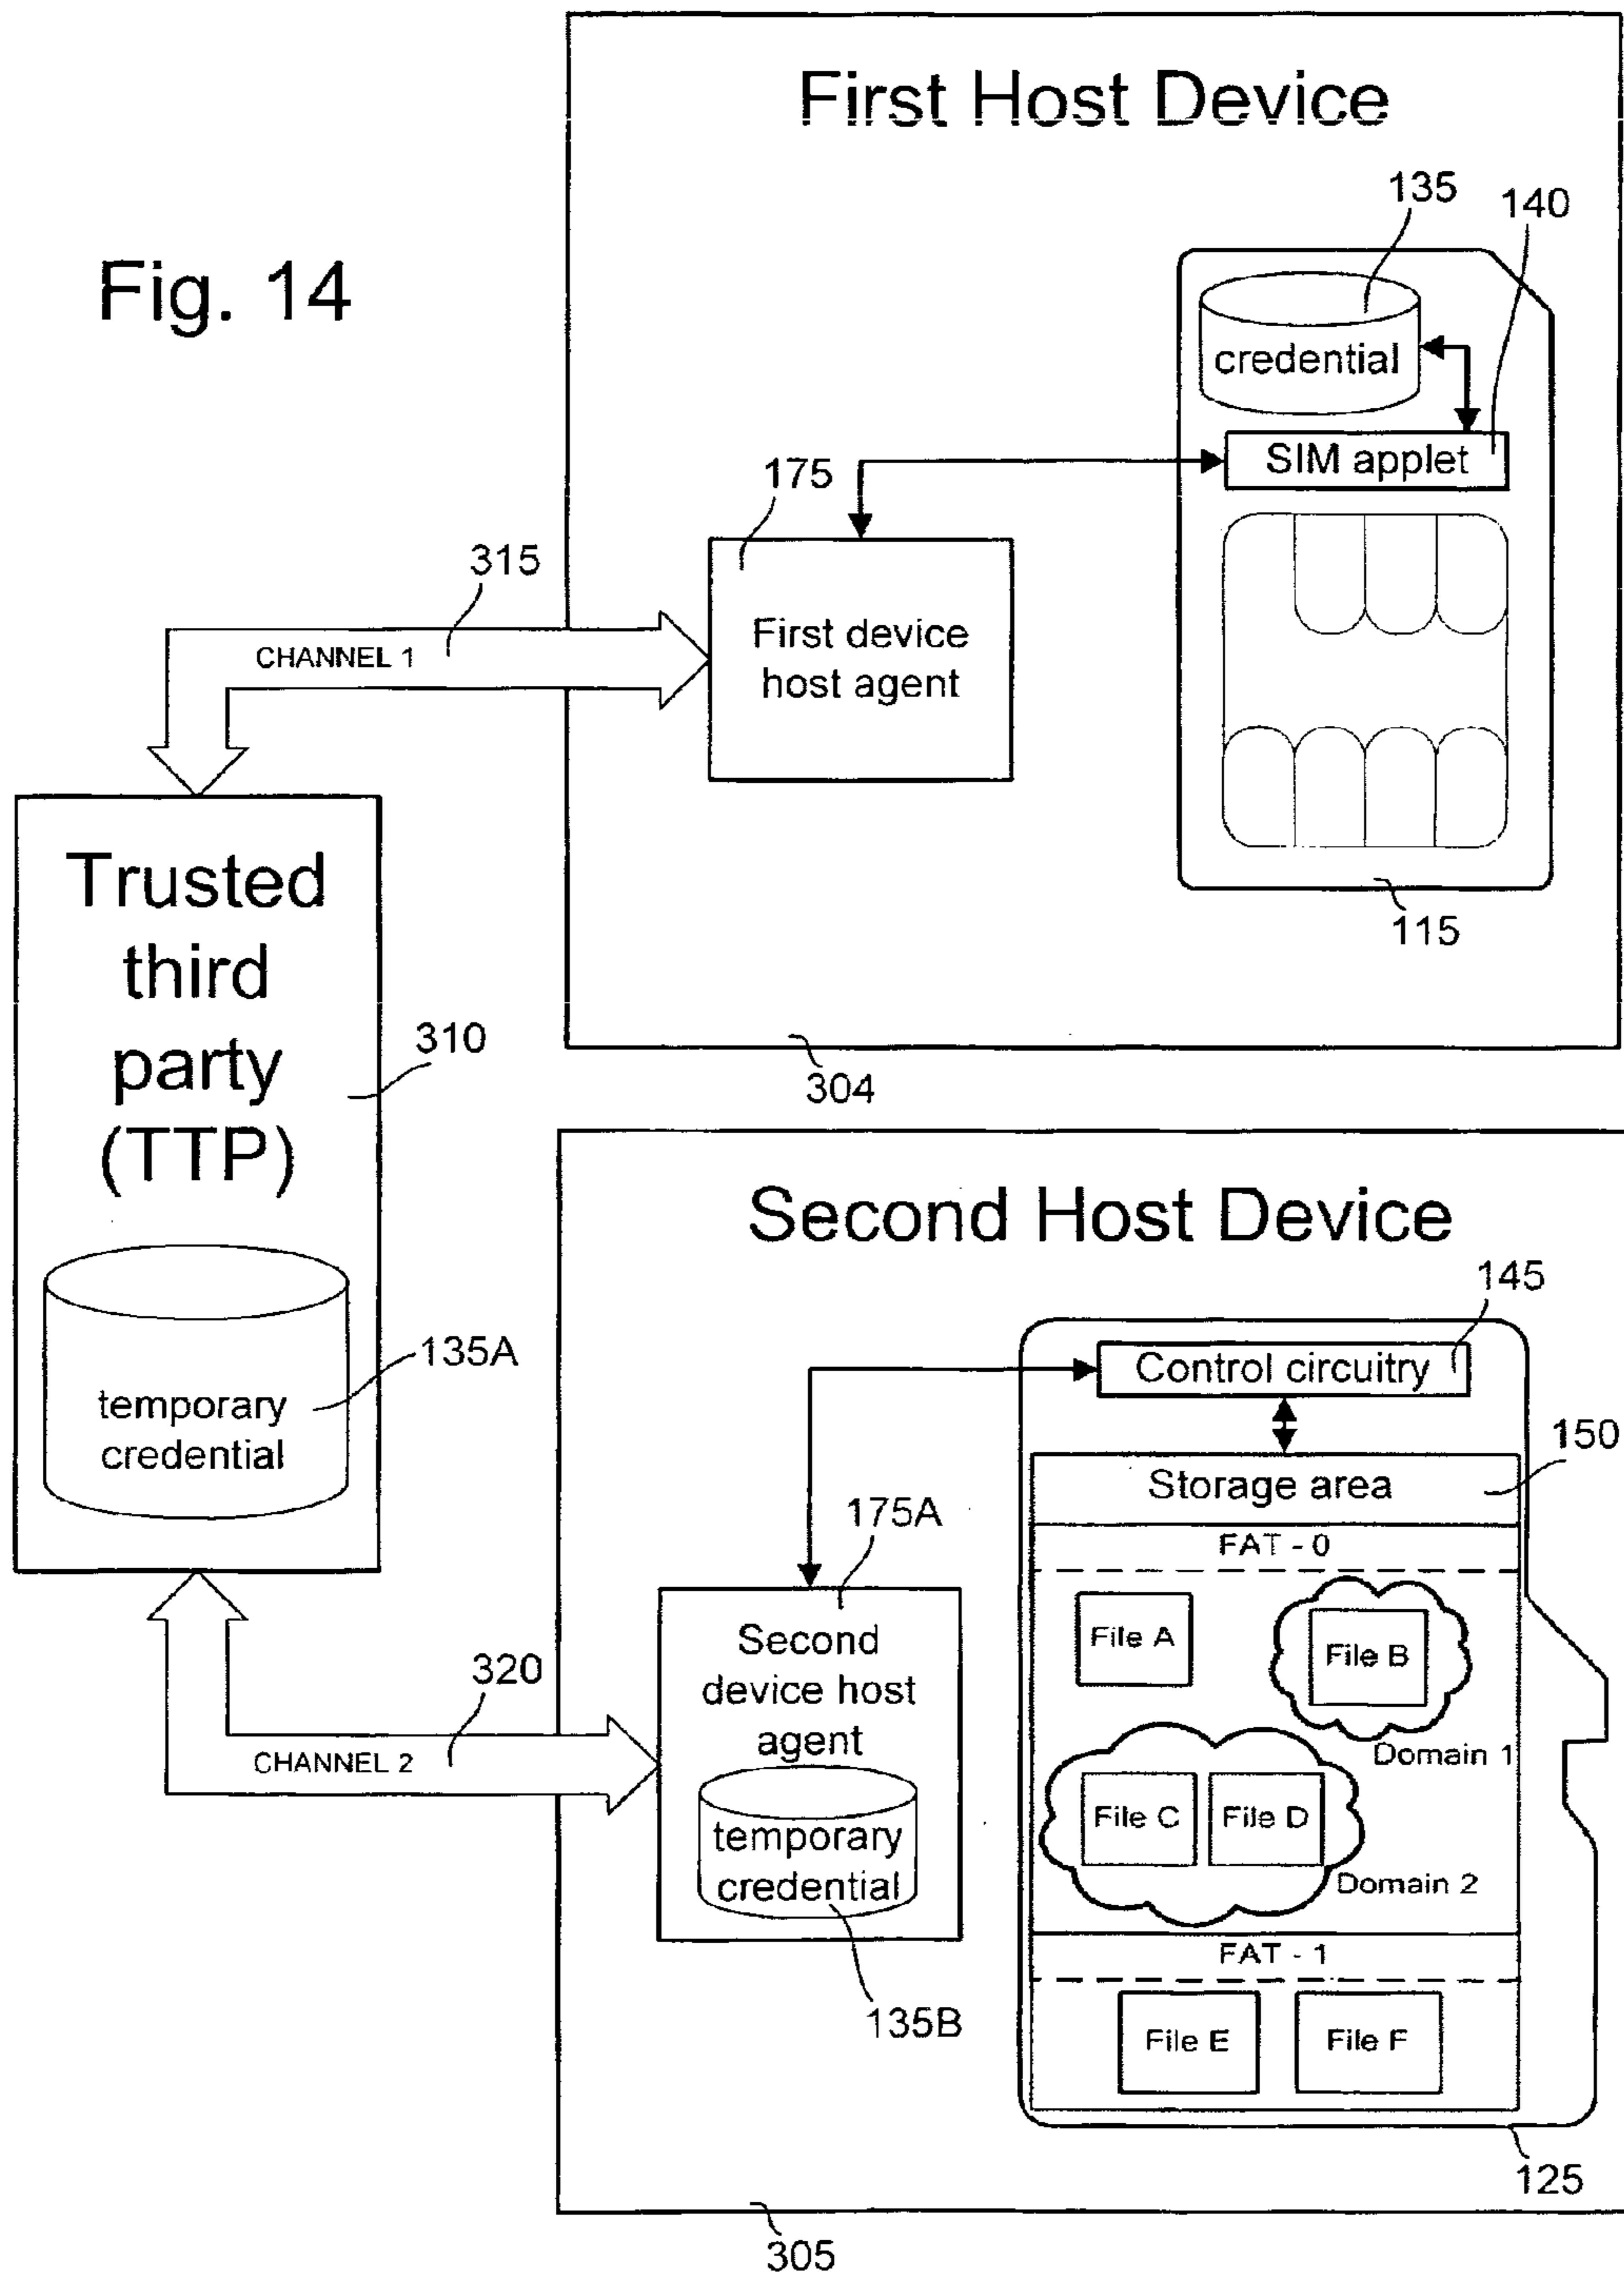 Fig. 14
First Host Device
135
140
credential
SIM applet
175
First device
host agent
315
CHANNEL 1
115
304
Trusted
third
party
(TTP)
310
temporary
credential
135A
Second Host Device
145
Control circuitry
150
Storage area
FAT - 0
File A
File B
Domain 1
File C
File D
Domain 2
FAT - 1
File E
File F
125
175A
Second
device host
agent
temporary
credential
135B
320
CHANNEL 2
305